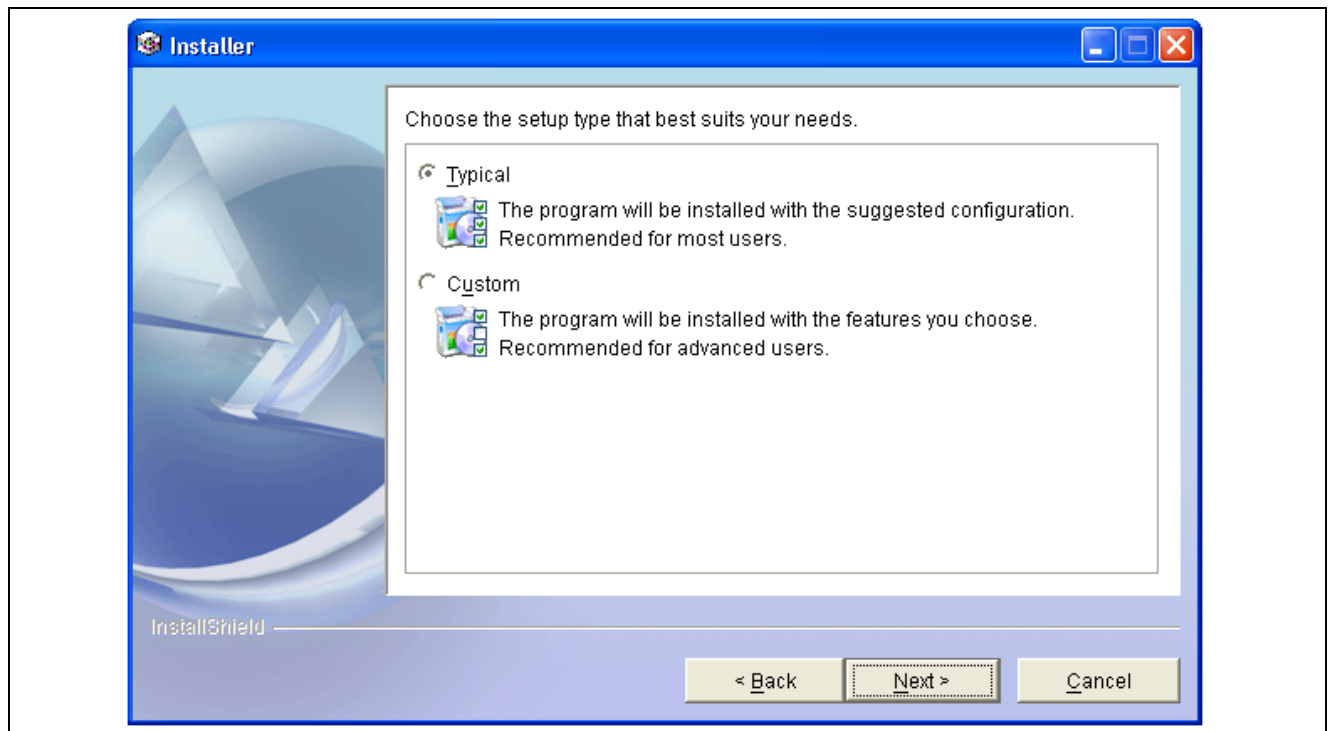 Installer
Choose the setup type that best suits your needs.
Typical
The program will be installed with the suggested configuration.
Recommended for most users.
Custom
The program will be installed with the features you choose.
Recommended for advanced users.
InstallShield
< Back
Next >
Cancel